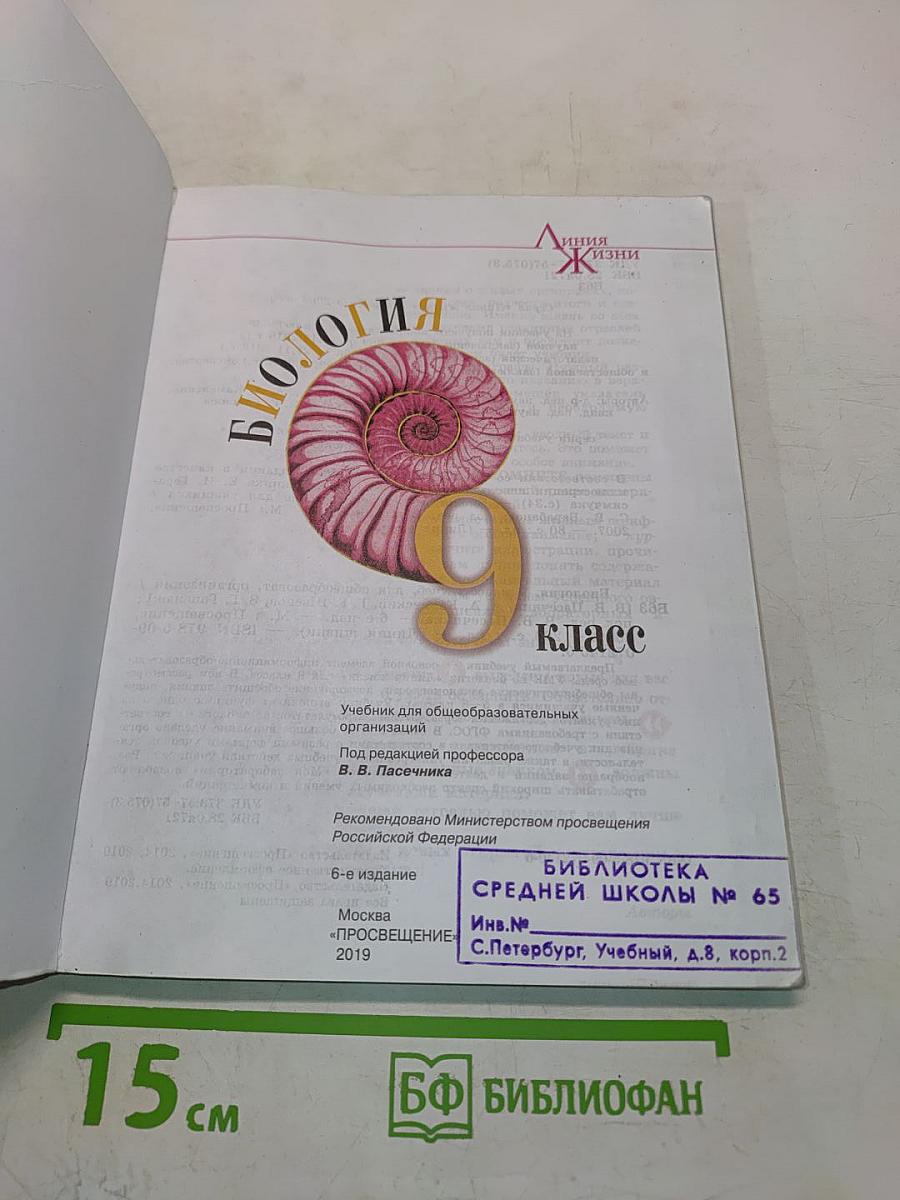 Линия
Жизни
БИОЛОГИЯ
9
класс
Учебник для общеобразовательных
организаций
Под редакцией профессора
В. В. Пасечника
Рекомендовано Министерством просвещения
Российской Федерации
6-е издание
Москва
«ПРОСВЕЩЕНИЕ»
2019
БИБЛИОТЕКА
СРЕДНЕЙ ШКОЛЫ № 65
Инв.№
С.Петербург, Учебный, д.8, корп.2
15 см
БФ БИБЛИОФАН